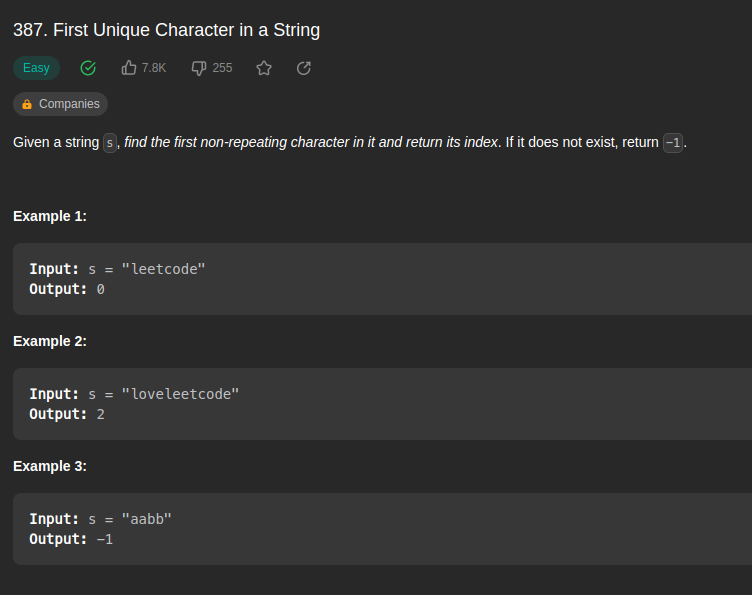 387. First Unique Character in a String
Easy 7.8K 255
Companies
Given a string s, find the first non-repeating character in it and return its index. If it does not exist, return -1.
Example 1:
Input: s = "leetcode"
Output: 0
Example 2:
Input: s = "loveleetcode"
Output: 2
Example 3:
Input: s = "aabb"
Output: -1